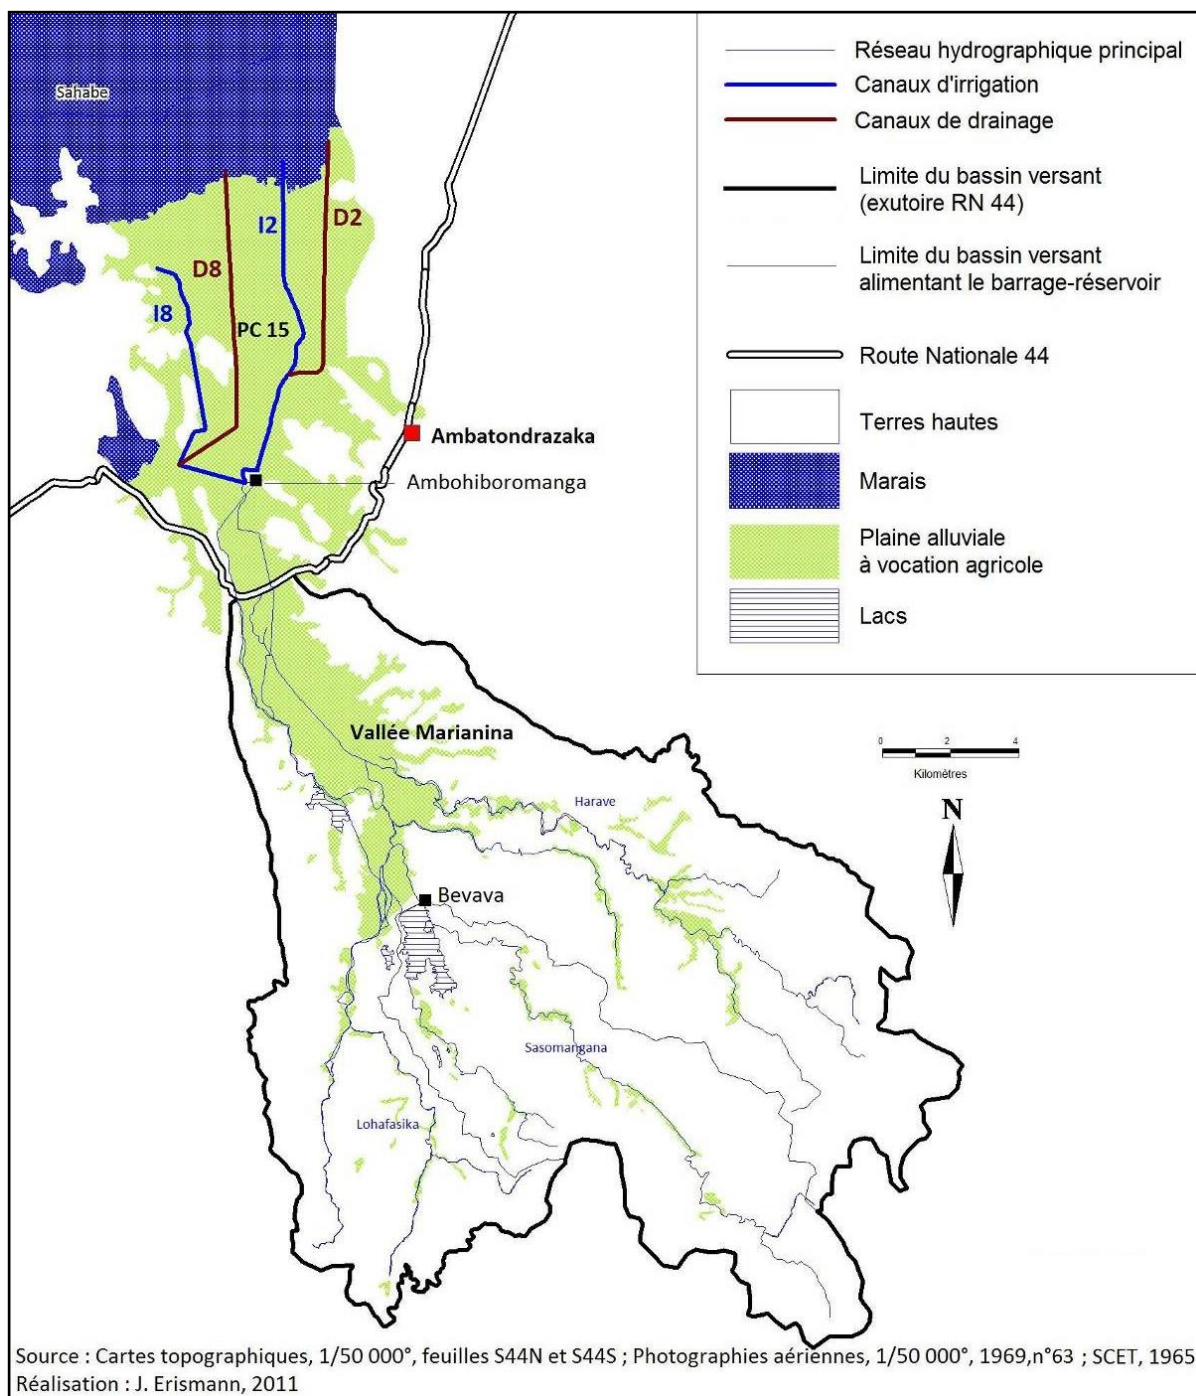 Sahabe
I2
D2
D8
I8
PC 15
Ambatondrazaka
Ambohiboromanga
Vallée Marianina
Harave
Bevava
Sasomangana
Lohafasika
Réseau hydrographique principal
Canaux d'irrigation
Canaux de drainage
Limite du bassin versant
(exutoire RN 44)
Limite du bassin versant
alimentant le barrage-réservoir
Route Nationale 44
Terres hautes
Marais
Plaine alluviale
à vocation agricole
Lacs
0 2 4
Kilomètres
N
Source : Cartes topographiques, 1/50 000°, feuilles S44N et S44S ; Photographies aériennes, 1/50 000°, 1969,n°63 ; SCET, 1965
Réalisation : J. Erismann, 2011